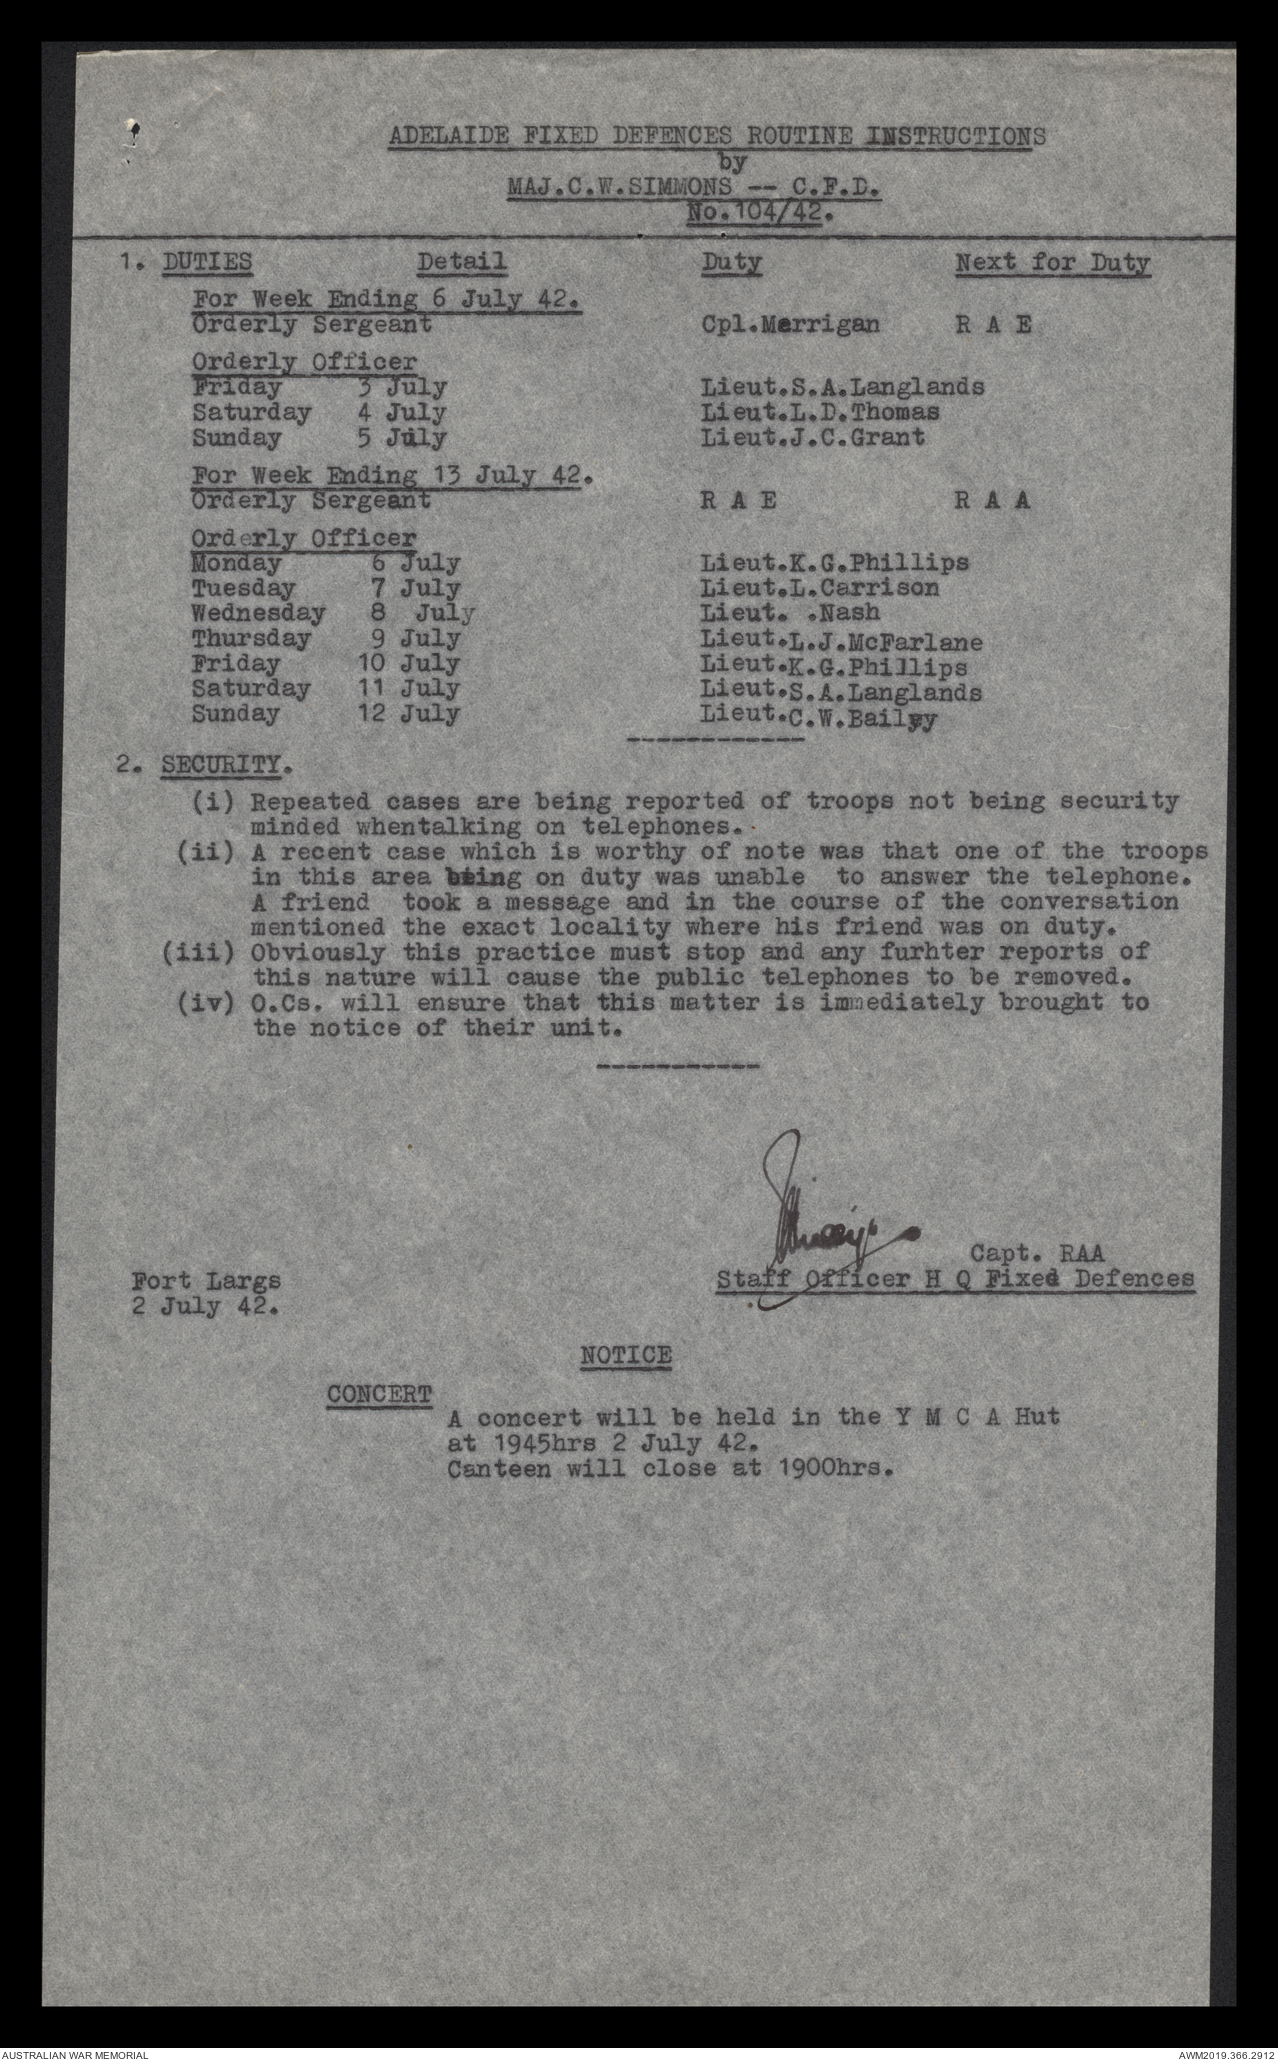 ADELAIDE FIXED DEFENCES ROUTINE INSTRUCTIONS
by
MAJ.C.W.SIMMONS -- C.F.D.
No.104/42.
1. DUTIES Detail Duty Next for Duty
For Week Ending 6 July 42.
Orderly Sergeant Cpl.Merrigan R A E
Orderly Officer
Friday 3 July Lieut.S.A.Langlands
Saturday 4 July Lieut.L.D.Thomas
Sunday 5 July Lieut.J.C.Grant
For Week Ending 13 July 42.
Orderly Sergeant R A E R A A
Orderly Officer
Monday 6 July Lieut.K.G.Phillips
Tuesday 7 July Lieut.L.Carrison
Wednesday 8 July Lieut. .Nash
Thursday 9 July Lieut.L.J.McFarlane
Friday 10 July Lieut.K.G.Phillips
Saturday 11 July Lieut.S.A.Langlands
Sunday 12 July Lieut.C.W.Bailey
------------
2. SECURITY.
(i) Repeated cases are being reported of troops not being security
minded whentalking on telephones.
(ii) A recent case which is worthy of note was that one of the troops
in this area being on duty was unable to answer the telephone.
A friend took a message and in the course of the conversation
mentioned the exact locality where his friend was on duty.
(iii) Obviously this practice must stop and any furhter reports of
this nature will cause the public telephones to be removed.
(iv) O.Cs. will ensure that this matter is immediately brought to
the notice of their unit.
-----------
Capt. RAA
Staff Officer H Q Fixed Defences
Fort Largs
2 July 42.
NOTICE
CONCERT
A concert will be held in the Y M C A Hut
at 1945hrs 2 July 42.
Canteen will close at 1900hrs.
AUSTRALIAN WAR MEMORIAL AWM2019.366.2912